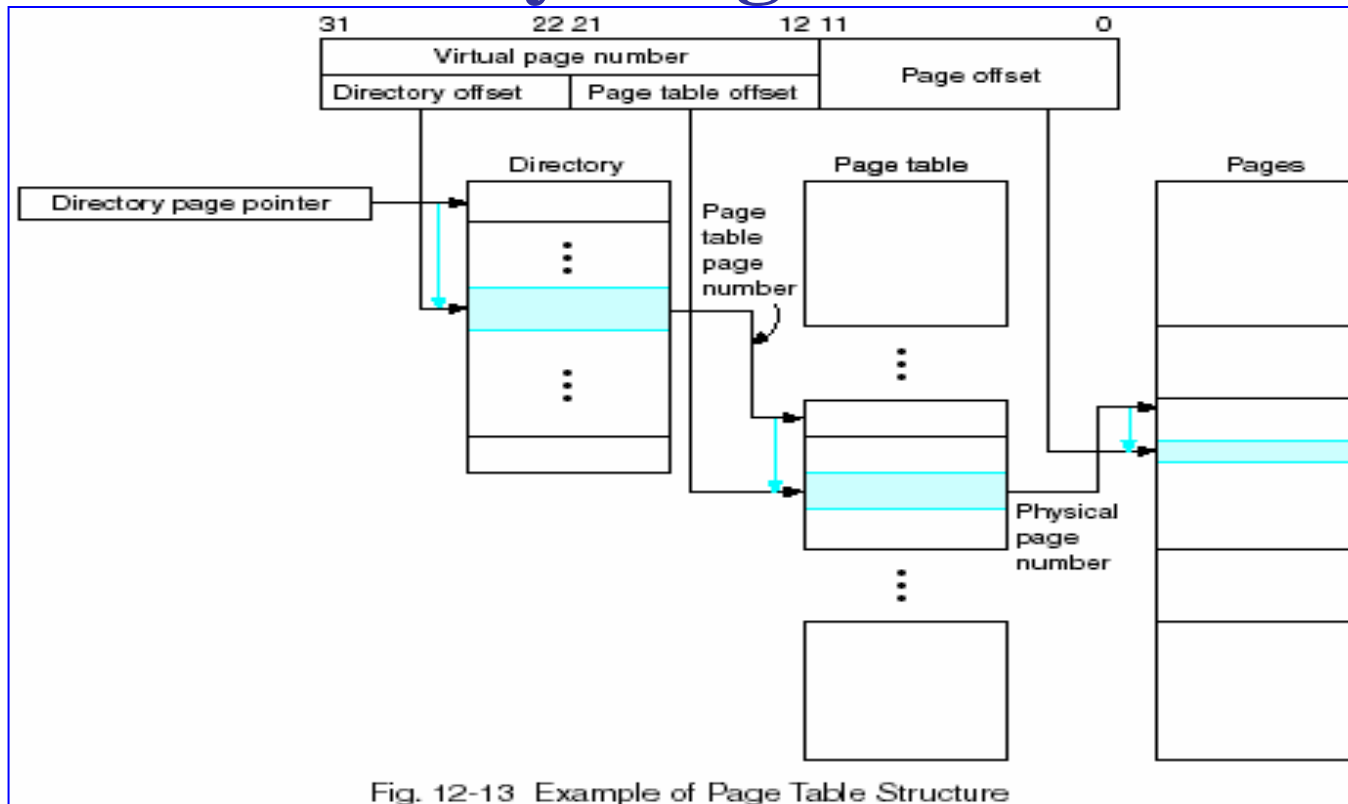 31 22 21 12 11 0
Virtual page number
Page offset
Directory offset Page table offset
Directory Page table Pages
Directory page pointer
Page
table
page
number
Physical
page
number
Fig. 12-13 Example of Page Table Structure